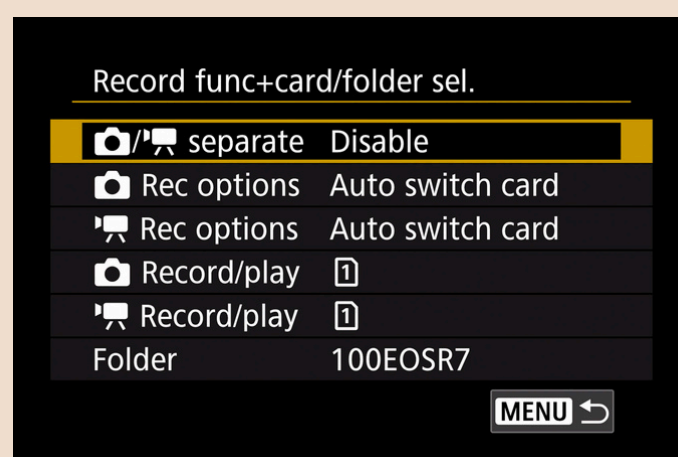 Record func+card/folder sel.
/ separate Disable
Rec options Auto switch card
Rec options Auto switch card
Record/play 1
Record/play 1
Folder 100EOSR7
MENU